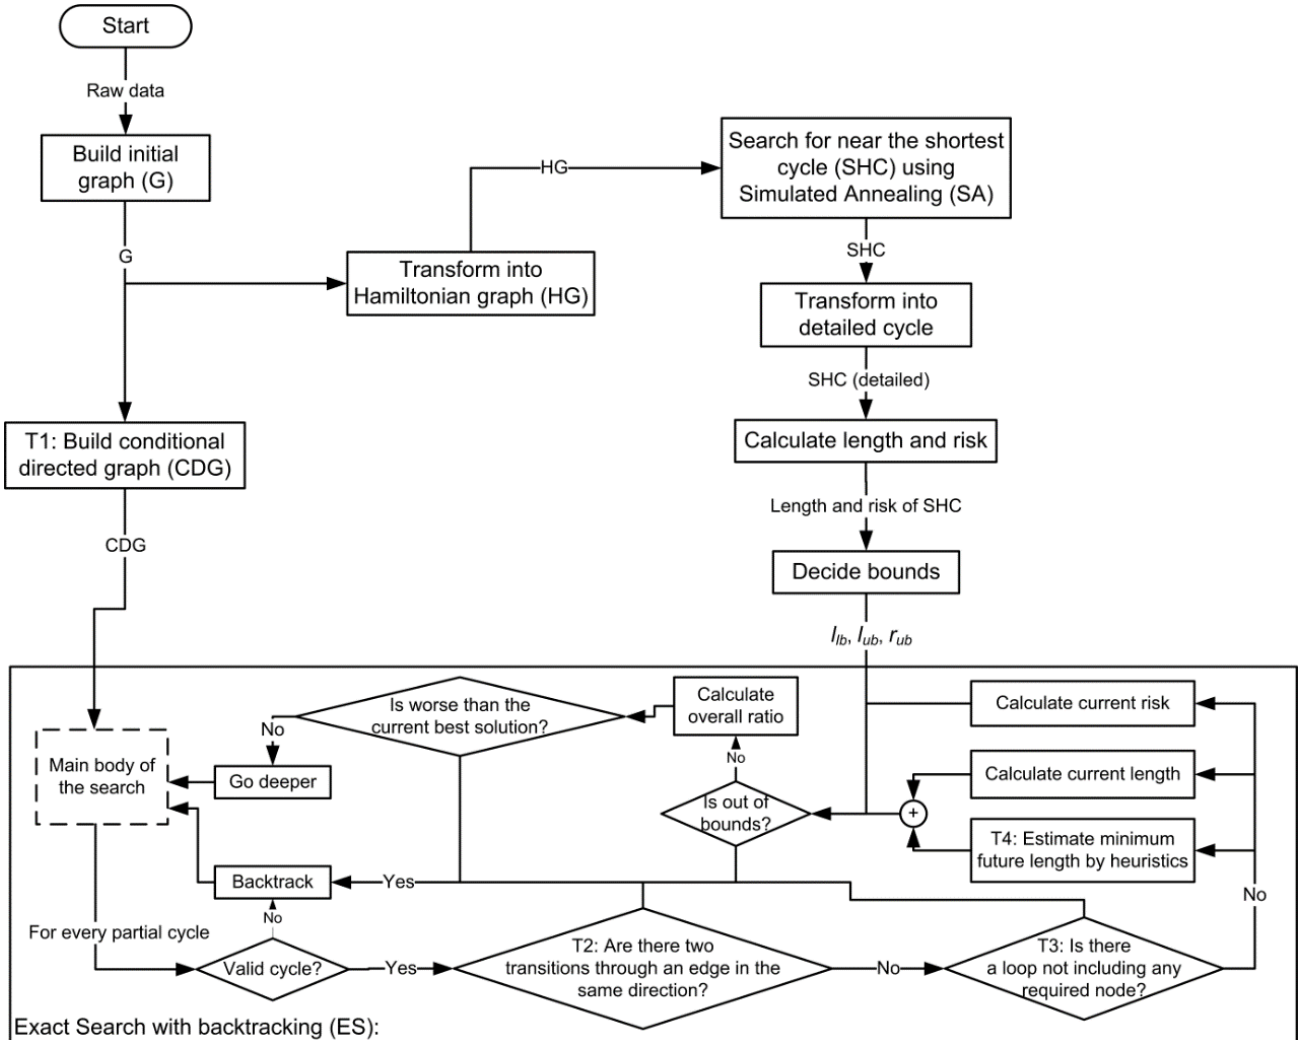 Start
Raw data
Build initial
graph (G)
G
Transform into
Hamiltonian graph (HG)
HG
Search for near the shortest
cycle (SHC) using
Simulated Annealing (SA)
SHC
Transform into
detailed cycle
SHC (detailed)
Calculate length and risk
Length and risk of SHC
Decide bounds
l_lb, l_ub, r_ub
T1: Build conditional
directed graph (CDG)
CDG
Main body of
the search
Is worse than the
current best solution?
No
Go deeper
Calculate
overall ratio
No
Is out of
bounds?
Calculate current risk
Calculate current length
+
T4: Estimate minimum
future length by heuristics
No
Backtrack
Yes
No
For every partial cycle
Valid cycle?
Yes
T2: Are there two
transitions through an edge in the
same direction?
No
T3: Is there
a loop not including any
required node?
Exact Search with backtracking (ES):